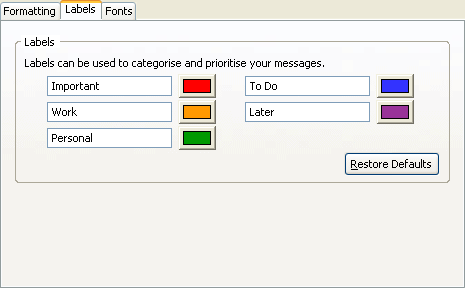 Formatting Labels Fonts
Labels
Labels can be used to categorise and prioritise your messages.
Important To Do
Work Later
Personal
Restore Defaults